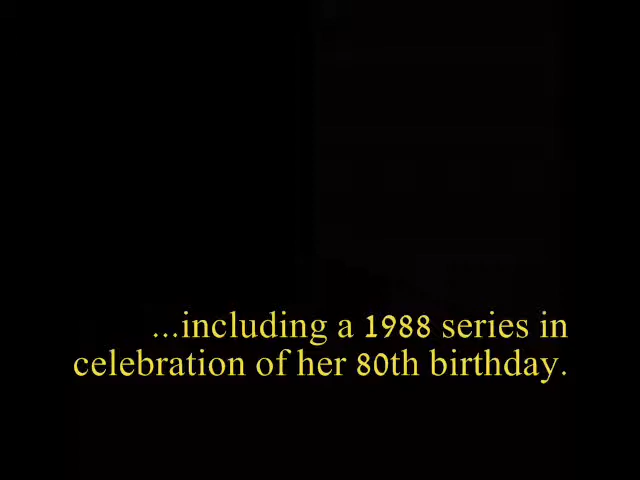 ...including a 1988 series in
celebration of her 80th birthday.